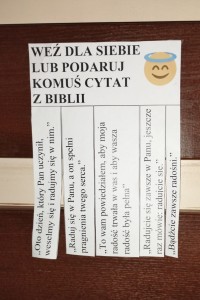 WEŹ DLA SIEBIE
LUB PODARUJ
KOMUŚ CYTAT
Z BIBLII
„Oto dzień, który Pan uczynił,
weselmy się i radujmy się w nim."
„Raduj się w Panu, a on spełni
pragnienia twego serca.
„To wam powiedziałem, aby moja
radość trwała w was i aby wasza
radość była pełna"
„Radujcie się zawsze w Panu, jeszcze
raz mówię: radujcie się."
„Bądźcie zawsze radośni."